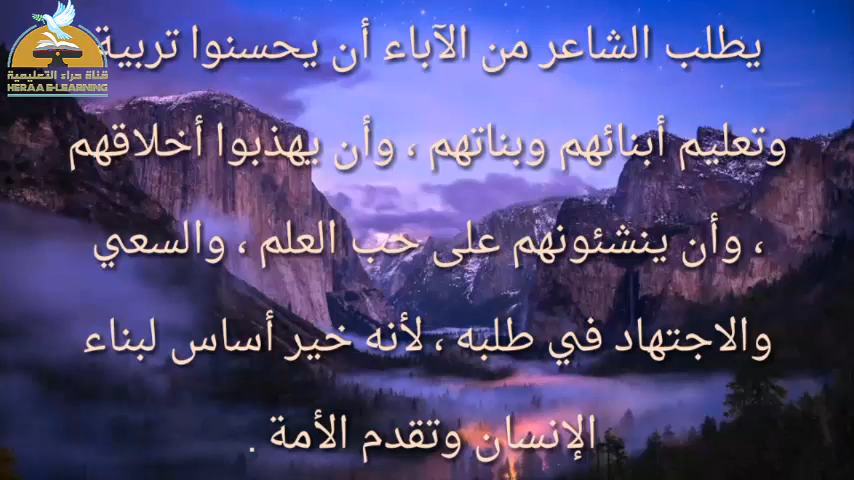 قناة حراء التعليمية
HERAA E-LEARNING
يطلب الشاعر من الآباء أن يحسنوا تربية
وتعليم أبنائهم وبناتهم ، وأن يهذبوا أخلاقهم
، وأن ينشئونهم على حب العلم ، والسعي
والاجتهاد في طلبه ، لأنه خير أساس لبناء
الإنسان وتقدم الأمة .